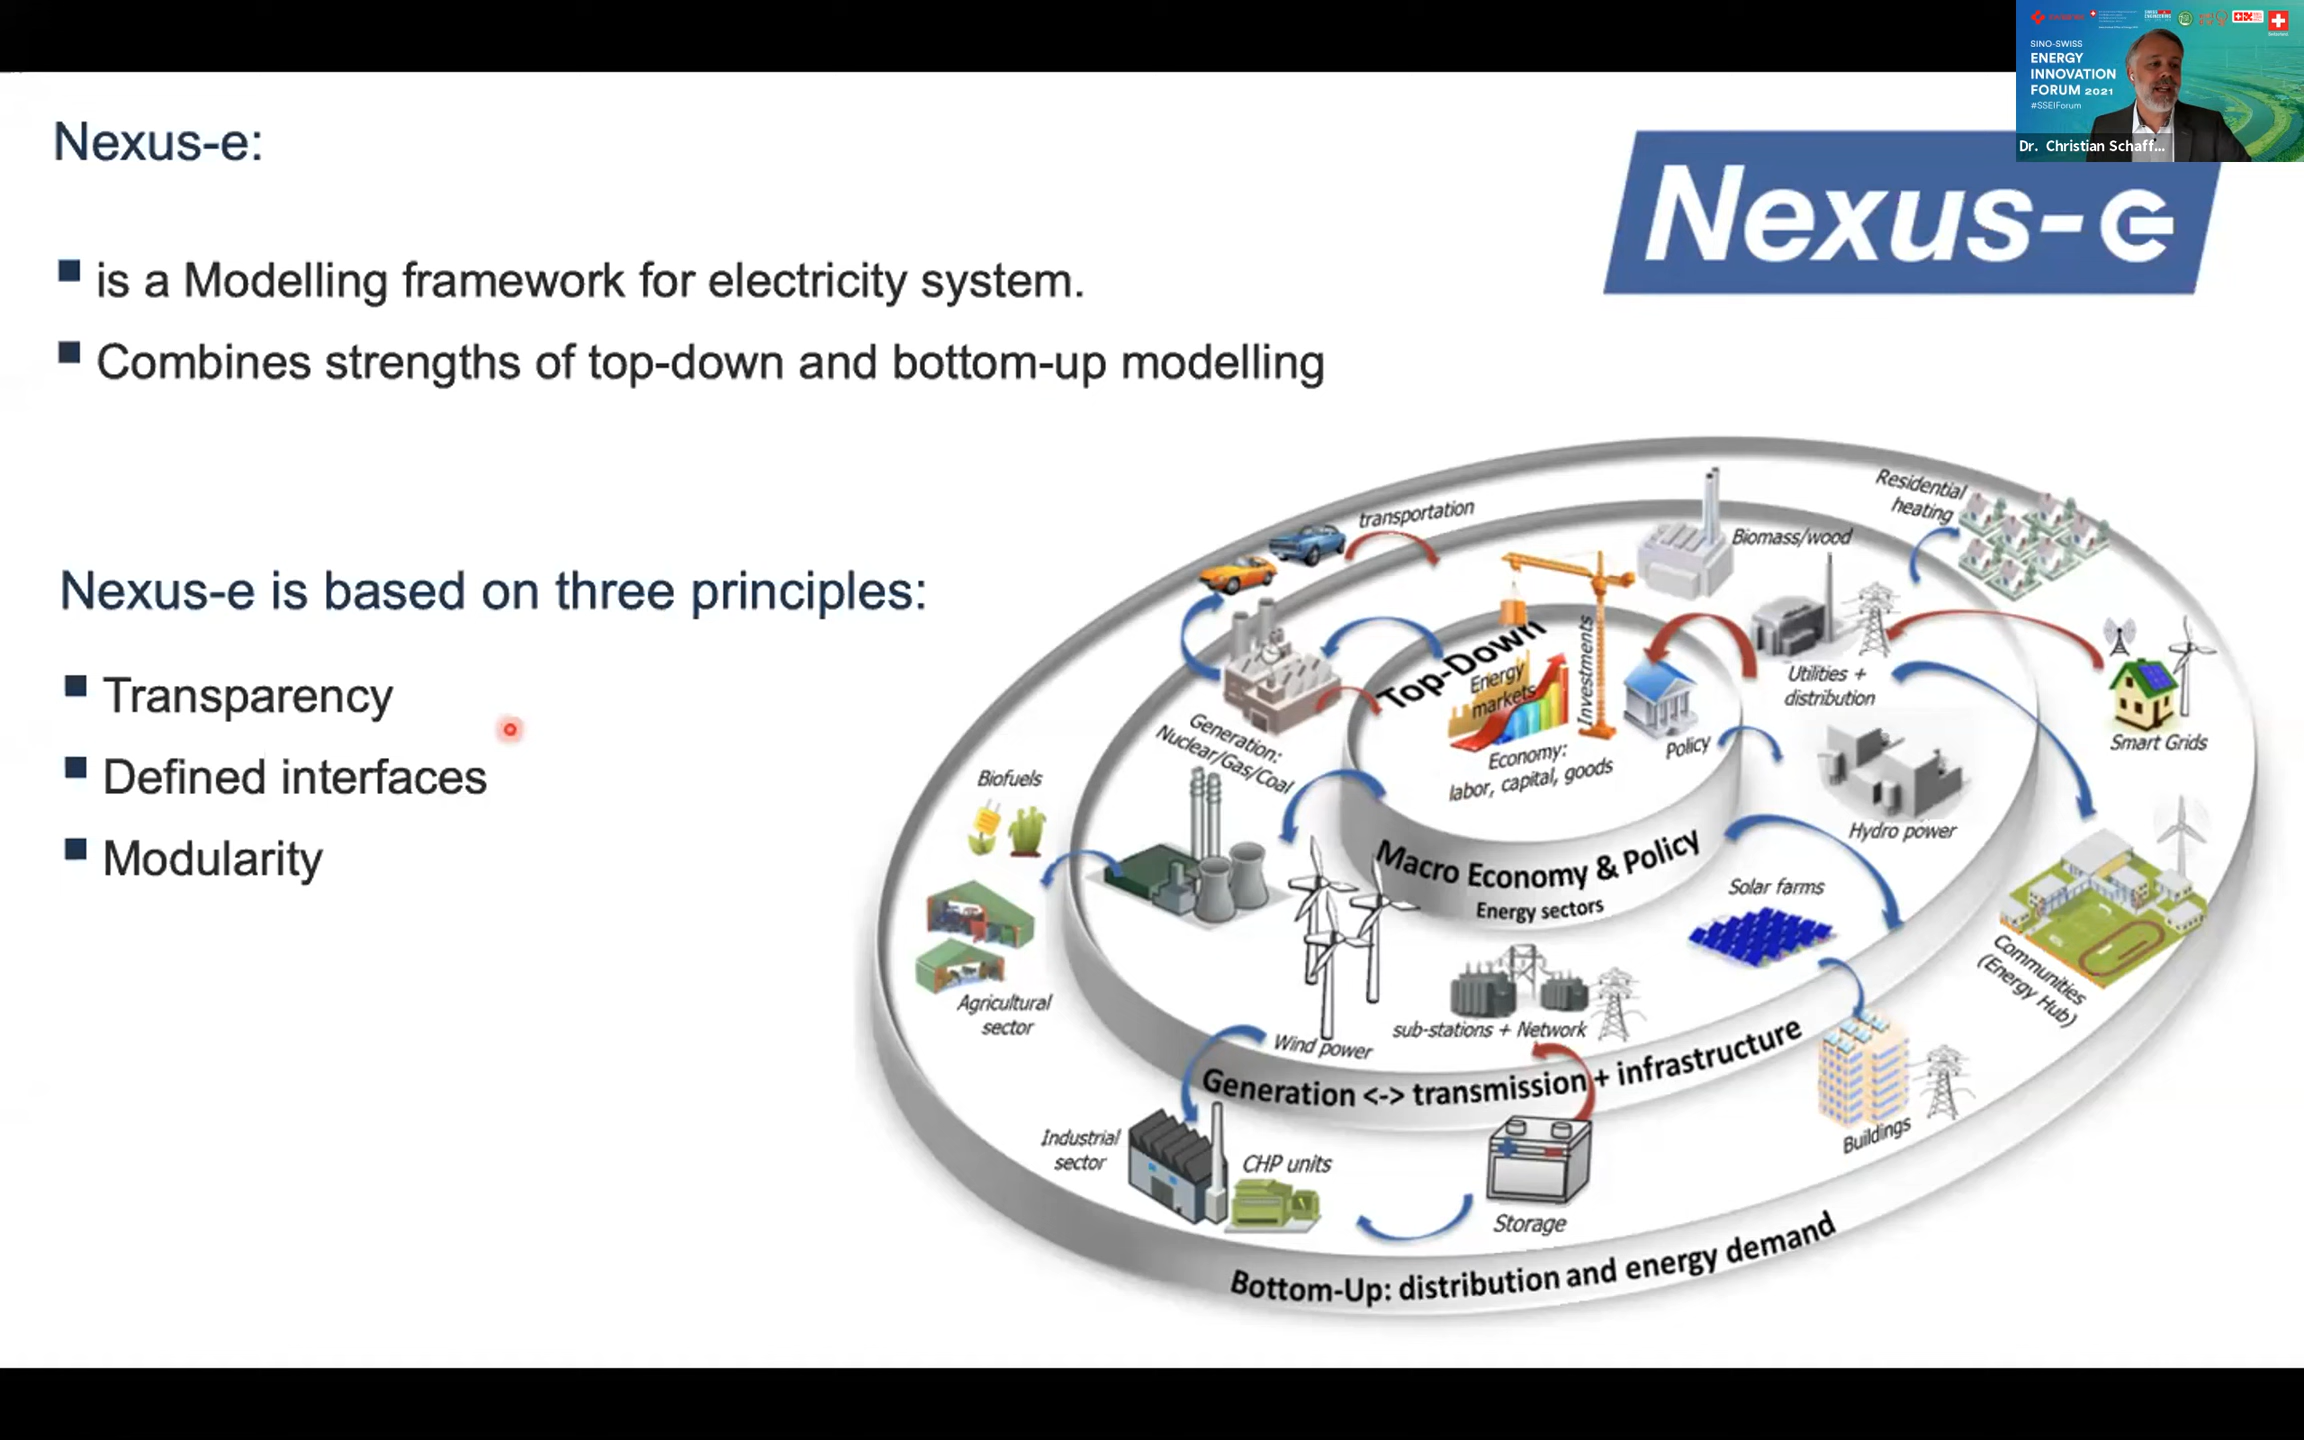 Nexus-e:
is a Modelling framework for electricity system.
Combines strengths of top-down and bottom-up modelling
Nexus-e is based on three principles:
Transparency
Defined interfaces
Modularity
SINO-SWISS
ENERGY
INNOVATION
FORUM 2021
#SSEIForum
Dr. Christian Schaff...
Nexus-e
transportation
Residential
heating
Biomass/wood
Top-Down
Energy
markets
Investments
Economy:
labor, capital, goods
Policy
Utilities +
distribution
Smart Grids
Generation:
Nuclear/Gas/Coal
Biofuels
Hydro power
Macro Economy & Policy
Energy sectors
Solar farms
Agricultural
sector
Communities
(Energy Hub)
Wind power
sub-stations + Network
Generation <-> transmission + infrastructure
Industrial
sector
CHP units
Storage
Buildings
Bottom-Up: distribution and energy demand